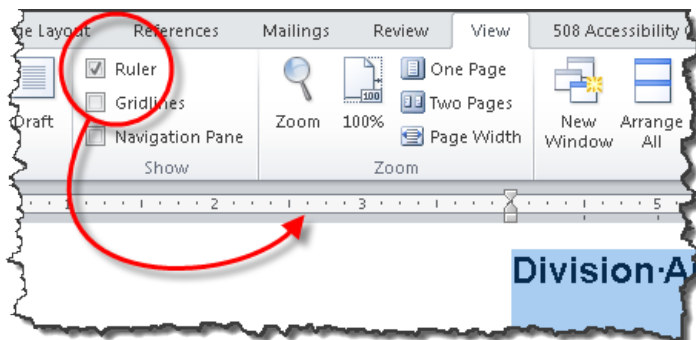 ge Layout References Mailings Review View 508 Accessibility
Ruler One Page
Gridlines Two Pages
Draft Navigation Pane Zoom 100% Page Width New Window Arrange All
Show Zoom
1 2 3 5
Division·A